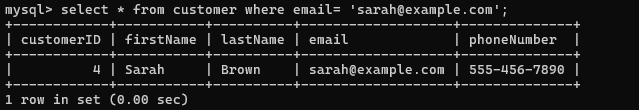 mysql> select * from customer where email= 'sarah@example.com';
+------------+-----------+----------+-------------------+--------------+
| customerID | firstName | lastName | email             | phoneNumber  |
+------------+-----------+----------+-------------------+--------------+
|          4 | Sarah     | Brown    | sarah@example.com | 555-456-7890 |
+------------+-----------+----------+-------------------+--------------+
1 row in set (0.00 sec)